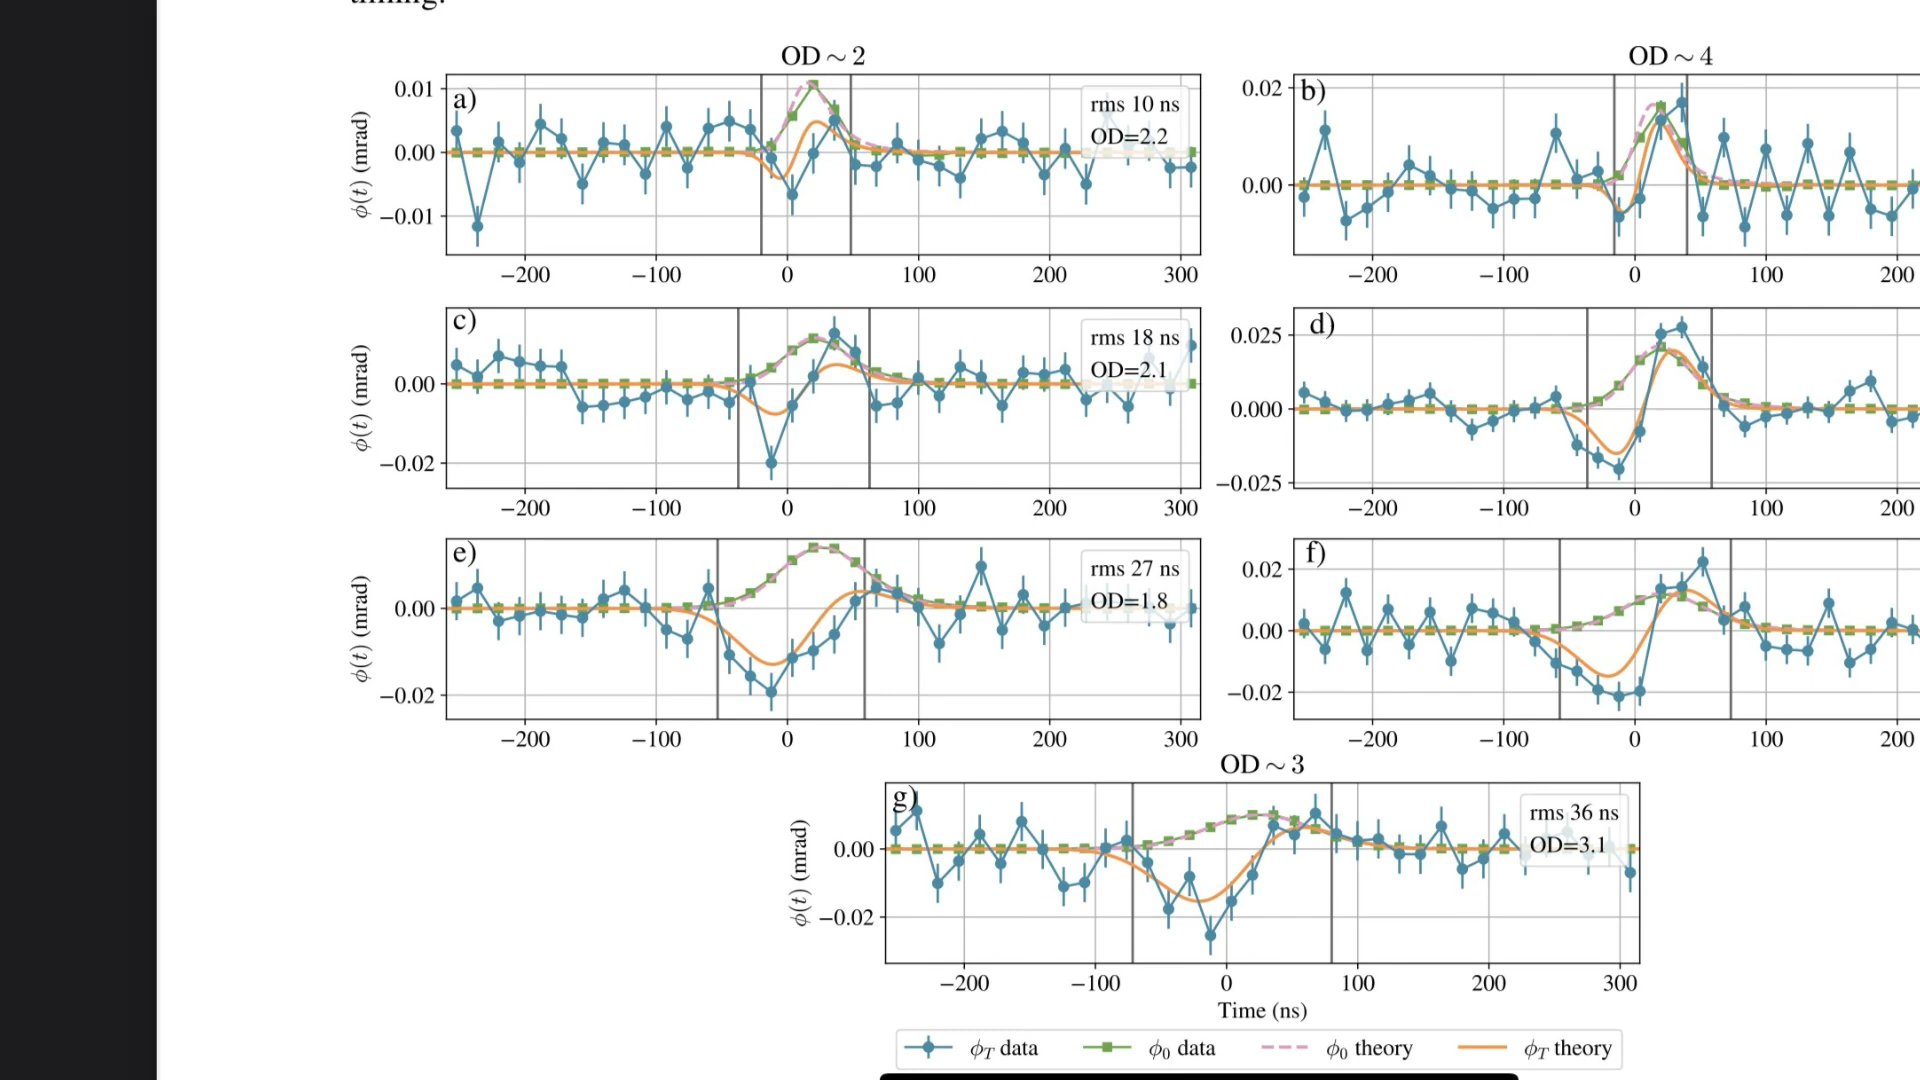 OD ~ 2
OD ~ 4
a)
rms 10 ns
OD=2.2
0.01
0.00
−0.01
ϕ(t) (mrad)
−200 −100 0 100 200 300
b)
0.02
0.00
−200 −100 0 100 200
c)
rms 18 ns
OD=2.1
0.00
−0.02
ϕ(t) (mrad)
−200 −100 0 100 200 300
d)
0.025
0.000
−0.025
−200 −100 0 100 200
e)
rms 27 ns
OD=1.8
0.00
−0.02
ϕ(t) (mrad)
−200 −100 0 100 200 300
f)
0.02
0.00
−0.02
−200 −100 0 100 200
OD ~ 3
g)
rms 36 ns
OD=3.1
0.00
−0.02
ϕ(t) (mrad)
−200 −100 0 100 200 300
Time (ns)
ϕT data ϕ0 data ϕ0 theory ϕT theory